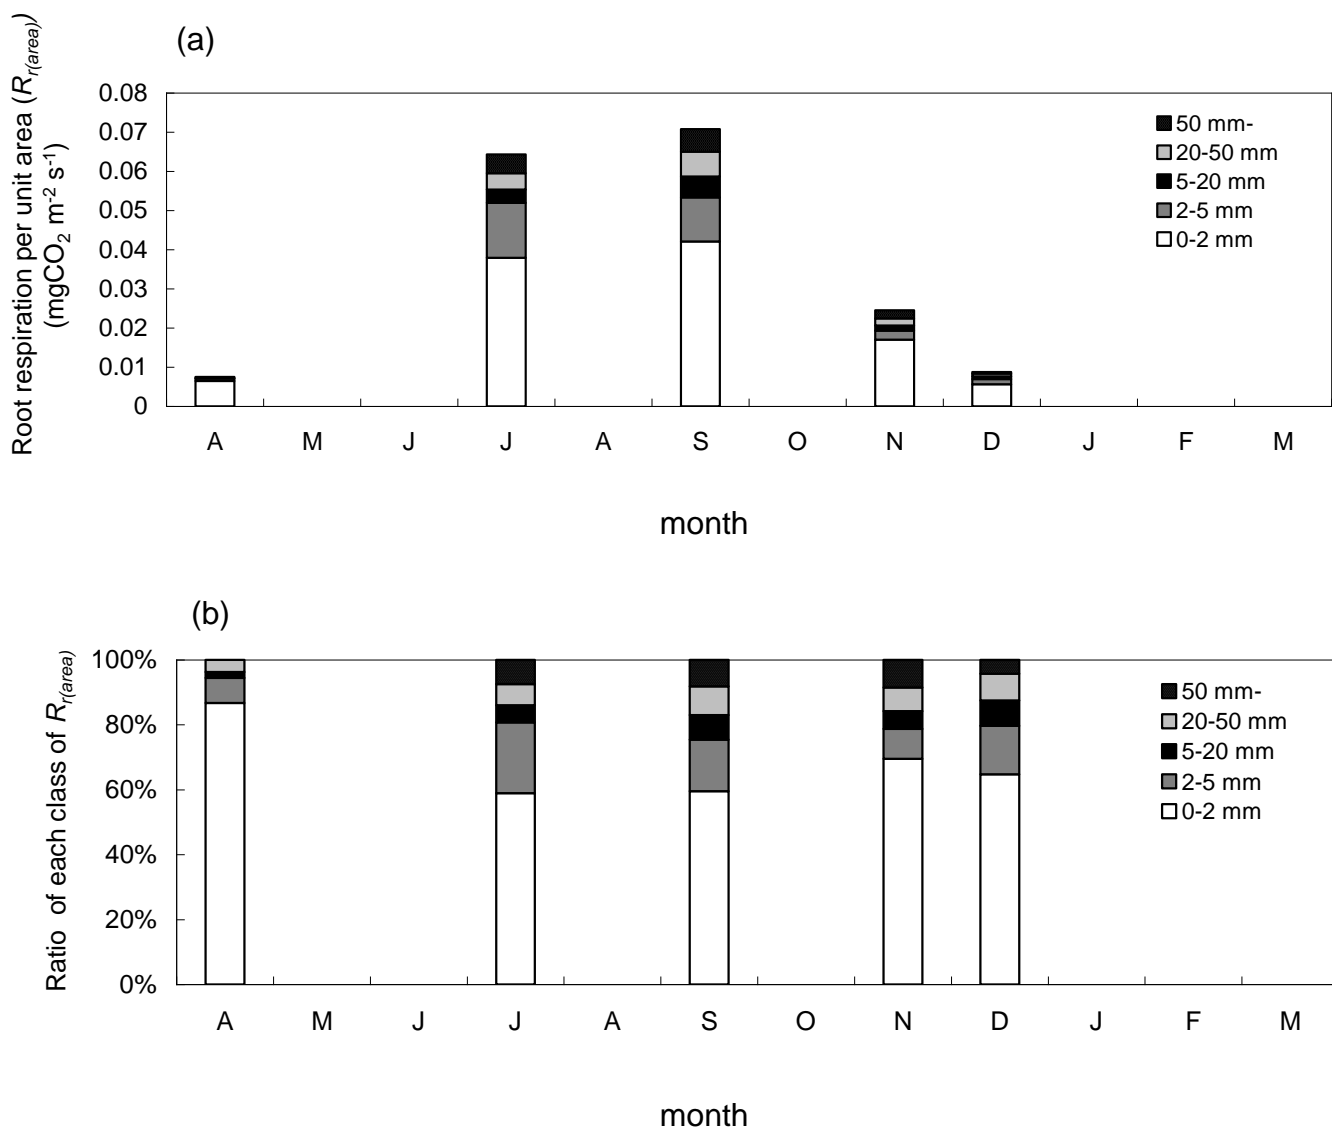 (a)
Root respiration per unit area (Rr(area))
(mgCO2 m-2 s-1)
0.08
0.07
0.06
0.05
0.04
0.03
0.02
0.01
0
50 mm-
20-50 mm
5-20 mm
2-5 mm
0-2 mm
A M J J A S O N D J F M
month
(b)
Ratio of each class of Rr(area)
100%
80%
60%
40%
20%
0%
50 mm-
20-50 mm
5-20 mm
2-5 mm
0-2 mm
A M J J A S O N D J F M
month